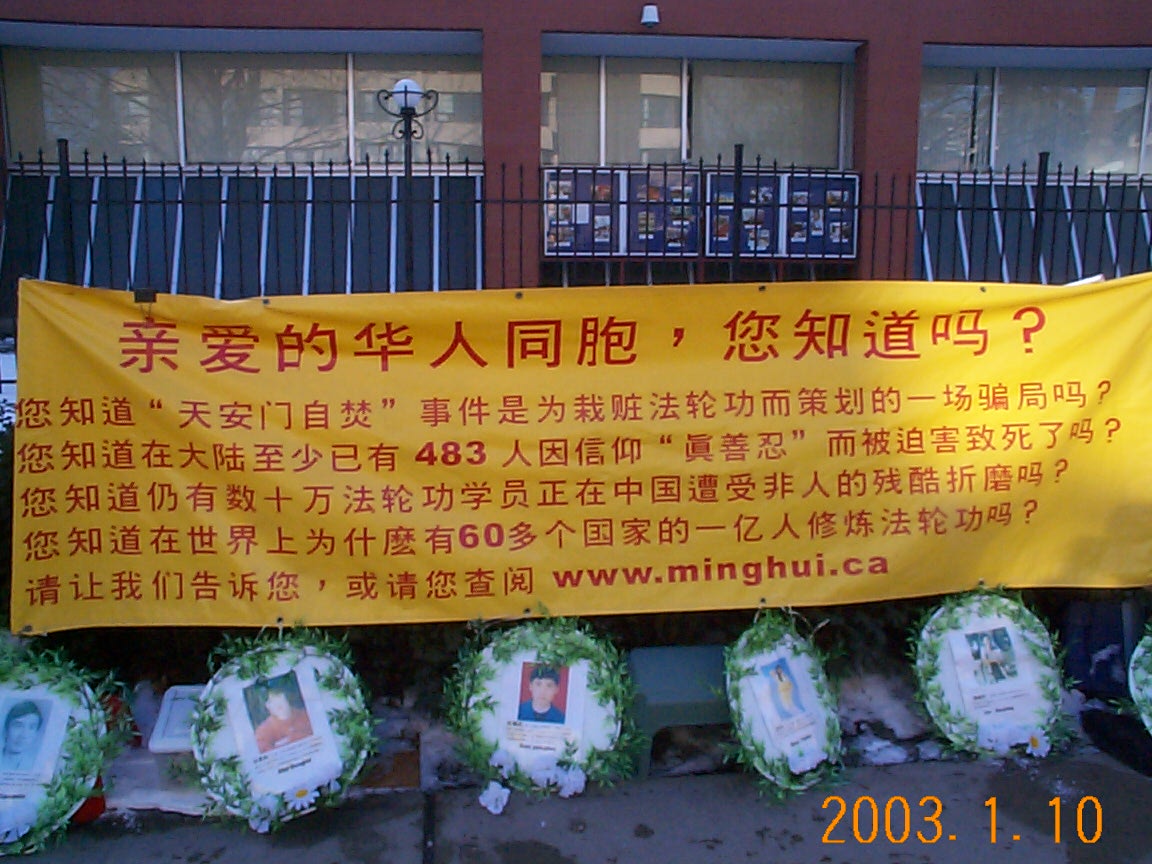 亲爱的华人同胞，您知道吗？
您知道“天安门自焚”事件是为栽赃法轮功而策划的一场骗局吗？
您知道在大陆至少已有 483 人因信仰“真善忍”而被迫害致死了吗？
您知道仍有数十万法轮功学员正在中国遭受非人的残酷折磨吗？
您知道在世界上为什麽有60多个国家的一亿人修炼法轮功吗？
请让我们告诉您，或请您查阅 www.minghui.ca
2003. 1. 10